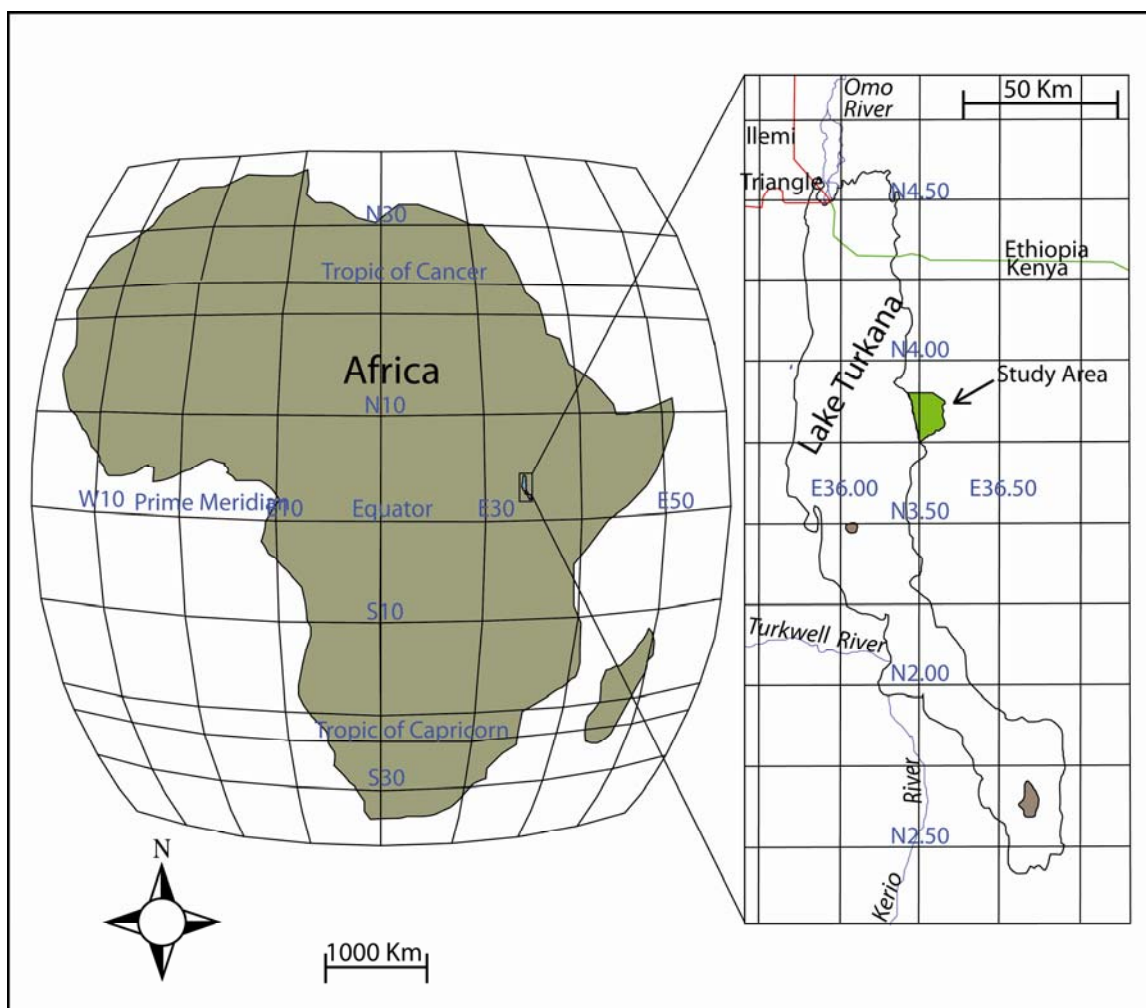 N30
Tropic of Cancer
Africa
N10
W10
Prime Meridian
E10
Equator
E30
E50
S10
Tropic of Capricorn
S30
N
1000 Km
Omo
River
50 Km
Ilemi
Triangle
N4.50
Ethiopia
Kenya
Lake Turkana
N4.00
Study Area
E36.00
E36.50
N3.50
Turkwell River
N2.00
River
N2.50
Kerio